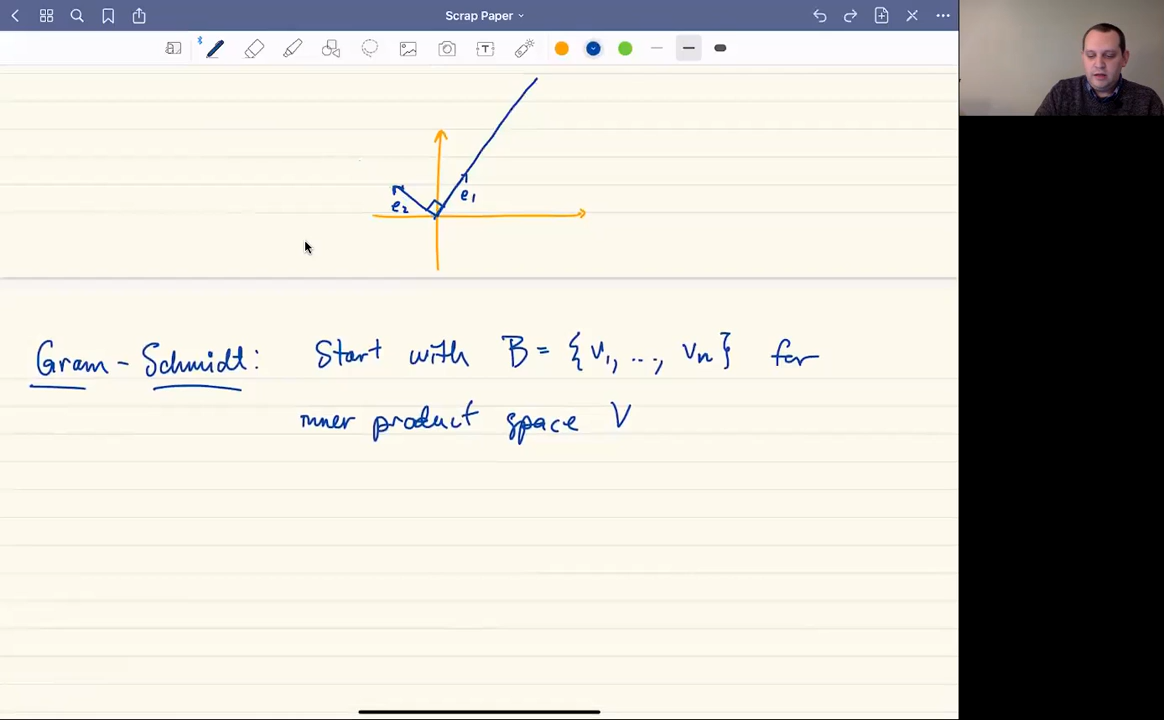 Scrap Paper
e₁
e₂
Gram - Schmidt: Start with B = {v₁, ..., vₙ} for
inner product space V